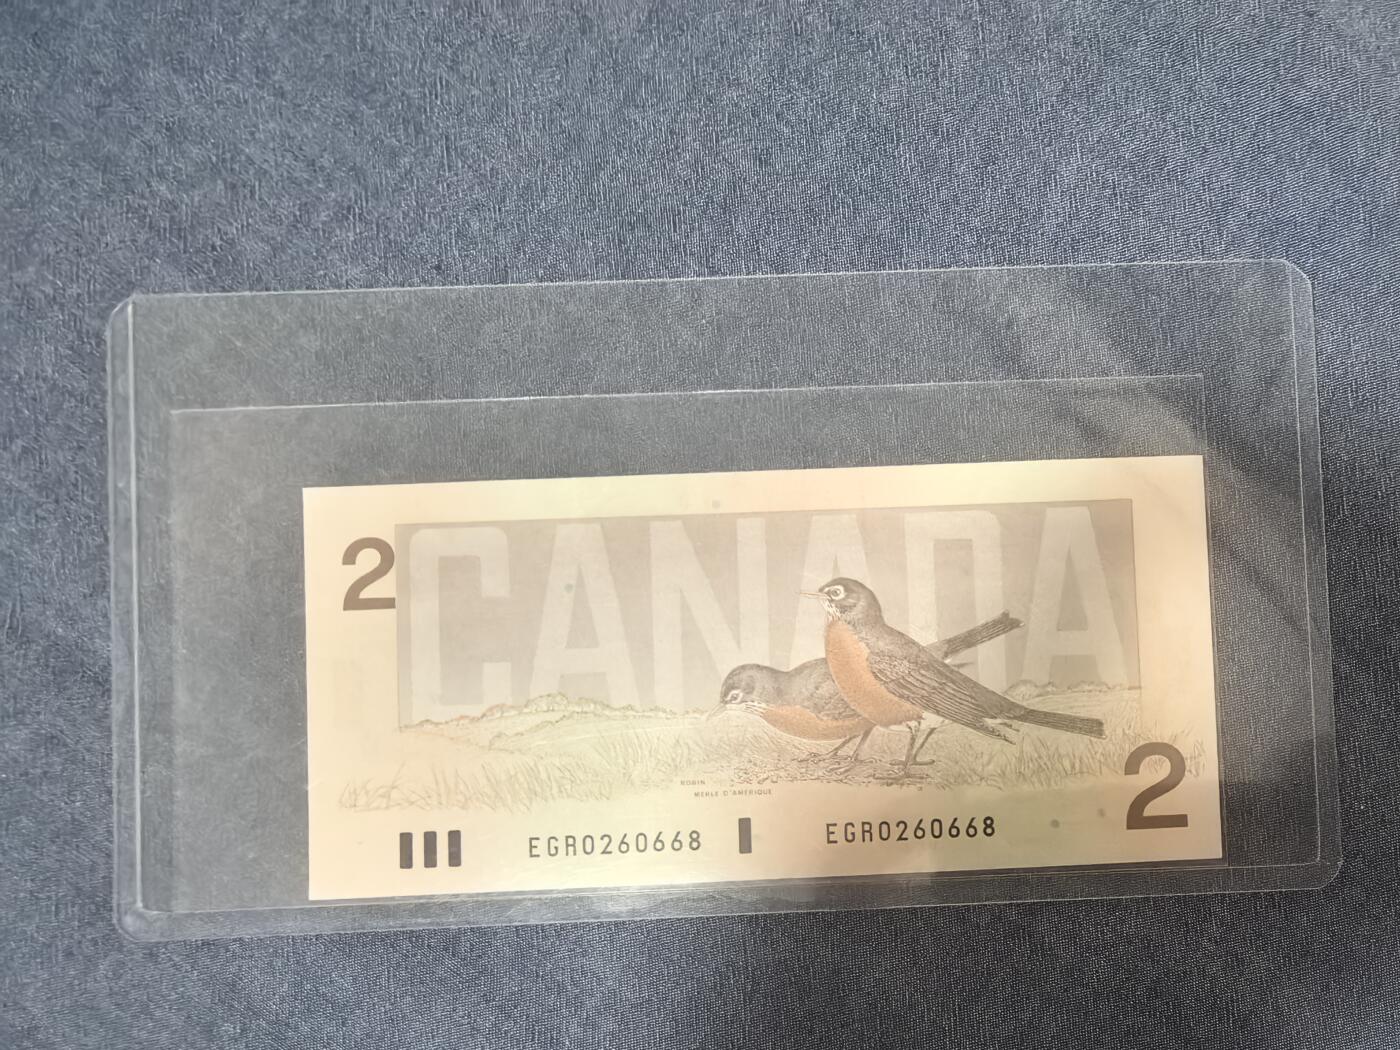 2
CANADA
ROBIN
MERLE D'AMÉRIQUE
2
EGR0260668 EGR0260668